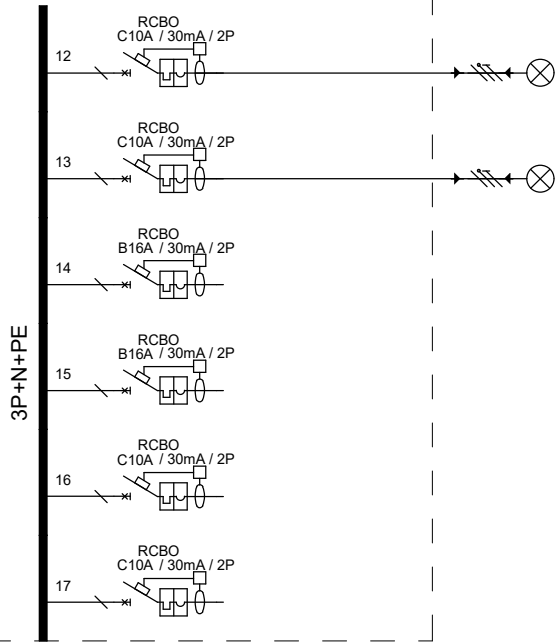 RCBO
C10A / 30mA / 2P
12
RCBO
C10A / 30mA / 2P
13
RCBO
B16A / 30mA / 2P
14
RCBO
B16A / 30mA / 2P
15
RCBO
C10A / 30mA / 2P
16
RCBO
C10A / 30mA / 2P
17
3P+N+PE